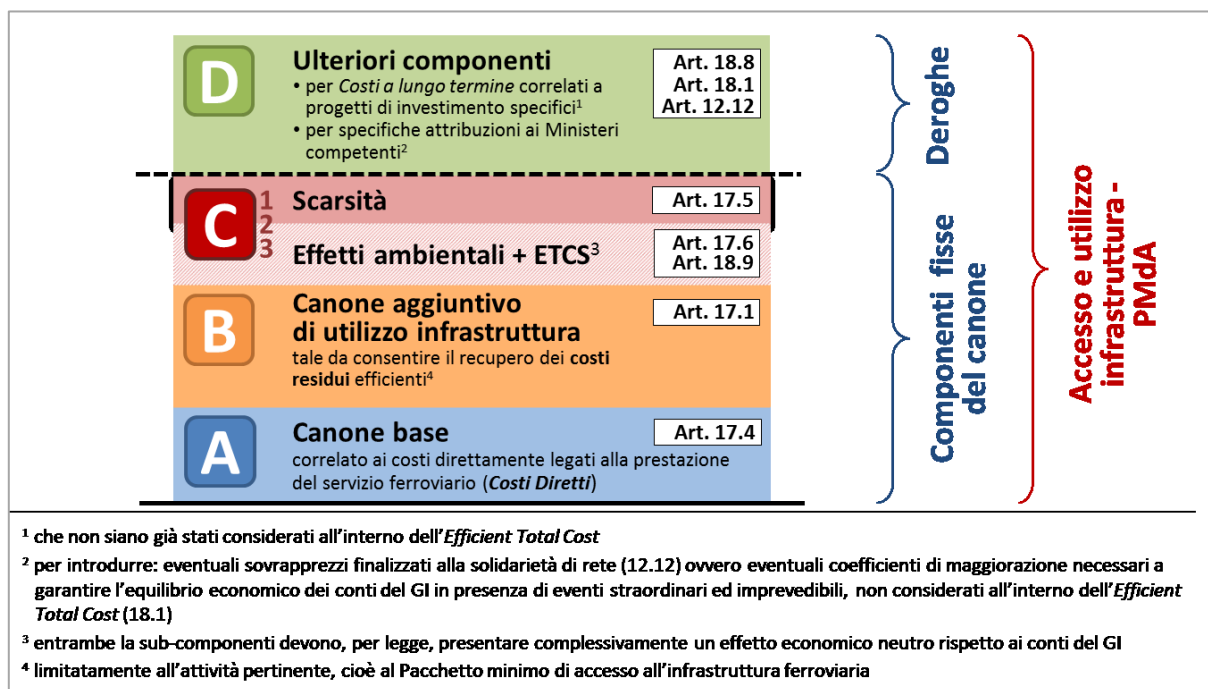 D
Ulteriori componenti
• per Costi a lungo termine correlati a
progetti di investimento specifici¹
• per specifiche attribuzioni ai Ministeri
competenti²
Art. 18.8
Art. 18.1
Art. 12.12
C
1
2
3
Scarsità
Art. 17.5
Effetti ambientali + ETCS³
Art. 17.6
Art. 18.9
B
Canone aggiuntivo
di utilizzo infrastruttura
tale da consentire il recupero dei costi
residui efficienti⁴
Art. 17.1
A
Canone base
correlato ai costi direttamente legati alla prestazione
del servizio ferroviario (Costi Diretti)
Art. 17.4
Deroghe
Componenti fisse
del canone
Accesso e utilizzo
infrastruttura -
PMdA
¹ che non siano già stati considerati all'interno dell'Efficient Total Cost
² per introdurre: eventuali sovrapprezzi finalizzati alla solidarietà di rete (12.12) ovvero eventuali coefficienti di maggiorazione necessari a
garantire l'equilibrio economico dei conti del GI in presenza di eventi straordinari ed imprevedibili, non considerati all'interno dell'Efficient
Total Cost (18.1)
³ entrambe la sub-componenti devono, per legge, presentare complessivamente un effetto economico neutro rispetto ai conti del GI
⁴ limitatamente all'attività pertinente, cioè al Pacchetto minimo di accesso all'infrastruttura ferroviaria